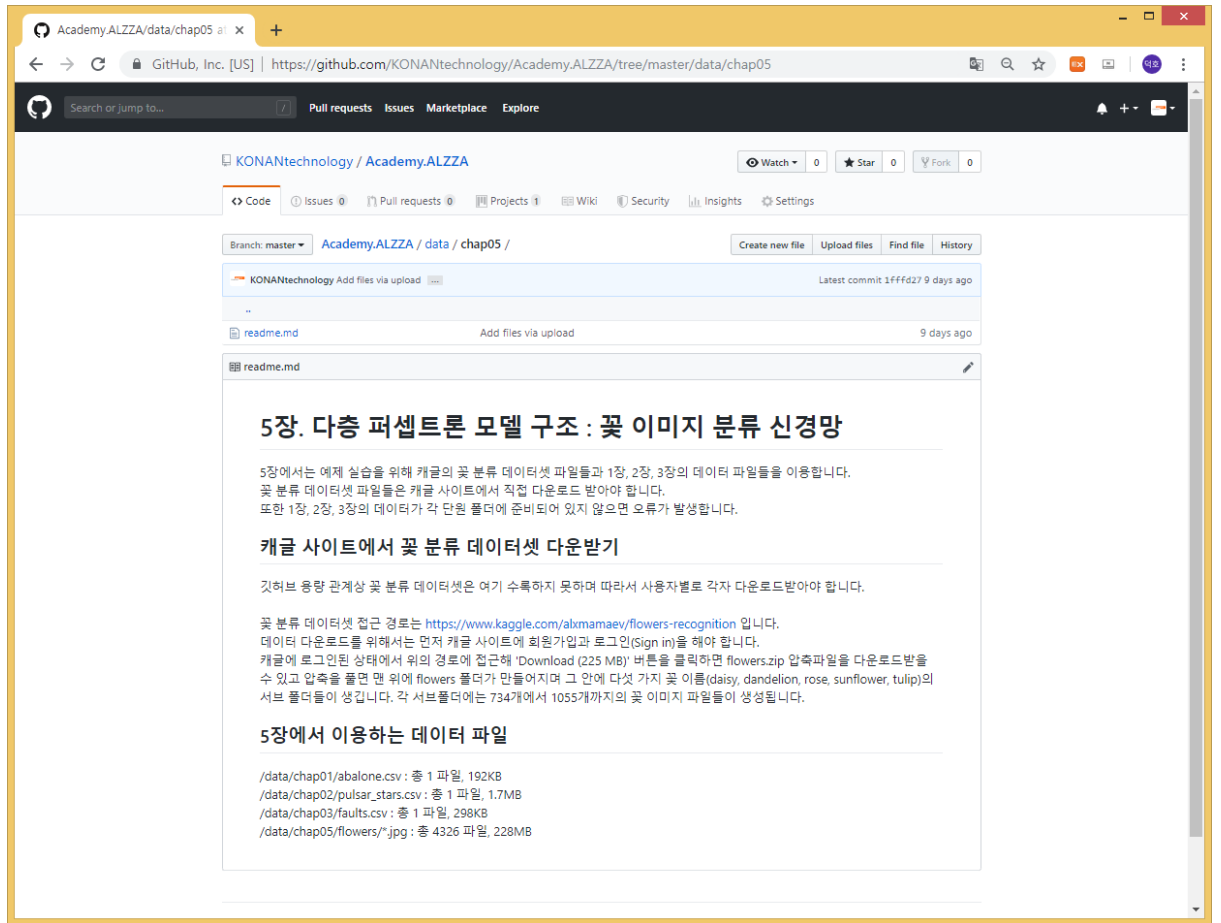 Academy.ALZZA/data/chap05 at
GitHub, Inc. [US] | https://github.com/KONANtechnology/Academy.ALZZA/tree/master/data/chap05
EX
덕호
Search or jump to... /
Pull requests Issues Marketplace Explore
KONANtechnology / Academy.ALZZA
Watch 0 Star 0 Fork 0
Code Issues 0 Pull requests 0 Projects 1 Wiki Security Insights Settings
Branch: master Academy.ALZZA / data / chap05 /
Create new file Upload files Find file History
KONANtechnology Add files via upload ... Latest commit 1fffd27 9 days ago
..
readme.md Add files via upload 9 days ago
readme.md
5장. 다층 퍼셉트론 모델 구조 : 꽃 이미지 분류 신경망
5장에서는 예제 실습을 위해 캐글의 꽃 분류 데이터셋 파일들과 1장, 2장, 3장의 데이터 파일들을 이용합니다.
꽃 분류 데이터셋 파일들은 캐글 사이트에서 직접 다운로드 받아야 합니다.
또한 1장, 2장, 3장의 데이터가 각 단원 폴더에 준비되어 있지 않으면 오류가 발생합니다.
캐글 사이트에서 꽃 분류 데이터셋 다운받기
깃허브 용량 관계상 꽃 분류 데이터셋은 여기 수록하지 못하며 따라서 사용자별로 각자 다운로드받아야 합니다.
꽃 분류 데이터셋 접근 경로는 https://www.kaggle.com/alxmamaev/flowers-recognition 입니다.
데이터 다운로드를 위해서는 먼저 캐글 사이트에 회원가입과 로그인(Sign in)을 해야 합니다.
캐글에 로그인된 상태에서 위의 경로에 접근해 'Download (225 MB)' 버튼을 클릭하면 flowers.zip 압축파일을 다운로드받을
수 있고 압축을 풀면 맨 위에 flowers 폴더가 만들어지며 그 안에 다섯 가지 꽃 이름(daisy, dandelion, rose, sunflower, tulip)의
서브 폴더들이 생깁니다. 각 서브폴더에는 734개에서 1055개까지의 꽃 이미지 파일들이 생성됩니다.
5장에서 이용하는 데이터 파일
/data/chap01/abalone.csv : 총 1 파일, 192KB
/data/chap02/pulsar_stars.csv : 총 1 파일, 1.7MB
/data/chap03/faults.csv : 총 1 파일, 298KB
/data/chap05/flowers/*.jpg : 총 4326 파일, 228MB